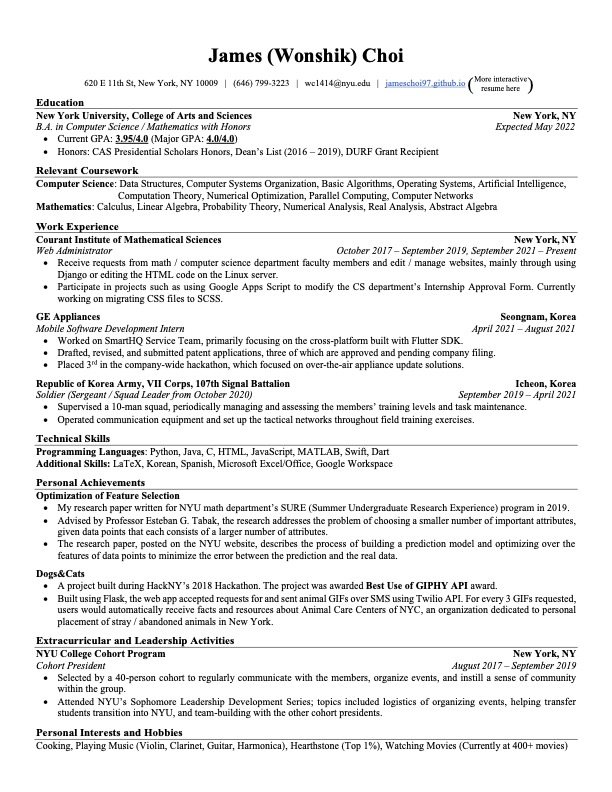 James (Wonshik) Choi
620 E 11th St, New York, NY 10009 | (646) 799-3223 | wc1414@nyu.edu | jameschoi97.github.io (More interactive resume here)
Education
New York University, College of Arts and Sciences New York, NY
B.A. in Computer Science / Mathematics with Honors Expected May 2022
• Current GPA: 3.95/4.0 (Major GPA: 4.0/4.0)
• Honors: CAS Presidential Scholars Honors, Dean's List (2016 – 2019), DURF Grant Recipient
Relevant Coursework
Computer Science: Data Structures, Computer Systems Organization, Basic Algorithms, Operating Systems, Artificial Intelligence,
Computation Theory, Numerical Optimization, Parallel Computing, Computer Networks
Mathematics: Calculus, Linear Algebra, Probability Theory, Numerical Analysis, Real Analysis, Abstract Algebra
Work Experience
Courant Institute of Mathematical Sciences New York, NY
Web Administrator October 2017 – September 2019, September 2021 – Present
• Receive requests from math / computer science department faculty members and edit / manage websites, mainly through using
Django or editing the HTML code on the Linux server.
• Participate in projects such as using Google Apps Script to modify the CS department's Internship Approval Form. Currently
working on migrating CSS files to SCSS.
GE Appliances Seongnam, Korea
Mobile Software Development Intern April 2021 – August 2021
• Worked on SmartHQ Service Team, primarily focusing on the cross-platform built with Flutter SDK.
• Drafted, revised, and submitted patent applications, three of which are approved and pending company filing.
• Placed 3rd in the company-wide hackathon, which focused on over-the-air appliance update solutions.
Republic of Korea Army, VII Corps, 107th Signal Battalion Icheon, Korea
Soldier (Sergeant / Squad Leader from October 2020) September 2019 – April 2021
• Supervised a 10-man squad, periodically managing and assessing the members' training levels and task maintenance.
• Operated communication equipment and set up the tactical networks throughout field training exercises.
Technical Skills
Programming Languages: Python, Java, C, HTML, JavaScript, MATLAB, Swift, Dart
Additional Skills: LaTeX, Korean, Spanish, Microsoft Excel/Office, Google Workspace
Personal Achievements
Optimization of Feature Selection
• My research paper written for NYU math department's SURE (Summer Undergraduate Research Experience) program in 2019.
• Advised by Professor Esteban G. Tabak, the research addresses the problem of choosing a smaller number of important attributes,
given data points that each consists of a larger number of attributes.
• The research paper, posted on the NYU website, describes the process of building a prediction model and optimizing over the
features of data points to minimize the error between the prediction and the real data.
Dogs&Cats
• A project built during HackNY's 2018 Hackathon. The project was awarded Best Use of GIPHY API award.
• Built using Flask, the web app accepted requests for and sent animal GIFs over SMS using Twilio API. For every 3 GIFs requested,
users would automatically receive facts and resources about Animal Care Centers of NYC, an organization dedicated to personal
placement of stray / abandoned animals in New York.
Extracurricular and Leadership Activities
NYU College Cohort Program New York, NY
Cohort President August 2017 – September 2019
• Selected by a 40-person cohort to regularly communicate with the members, organize events, and instill a sense of community
within the group.
• Attended NYU's Sophomore Leadership Development Series; topics included logistics of organizing events, helping transfer
students transition into NYU, and team-building with the other cohort presidents.
Personal Interests and Hobbies
Cooking, Playing Music (Violin, Clarinet, Guitar, Harmonica), Hearthstone (Top 1%), Watching Movies (Currently at 400+ movies)